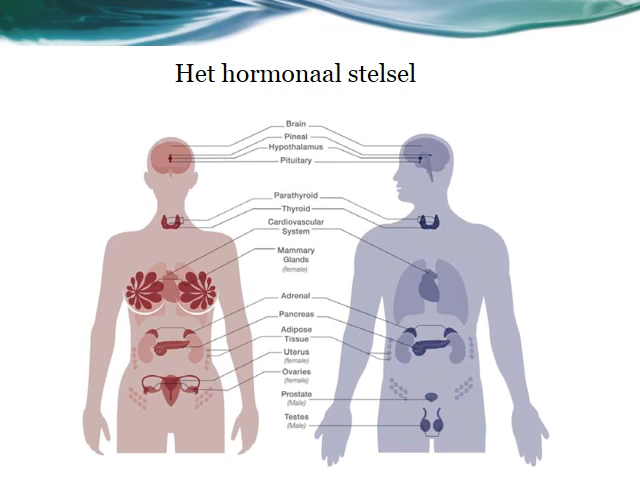 Het hormonaal stelsel
Brain
Pineal
Hypothalamus
Pituitary
Parathyroid
Thyroid
Cardiovascular
System
Mammary
Glands
(female)
Adrenal
Pancreas
Adipose
Tissue
Uterus
(female)
Ovaries
(female)
Prostate
(Male)
Testes
(Male)